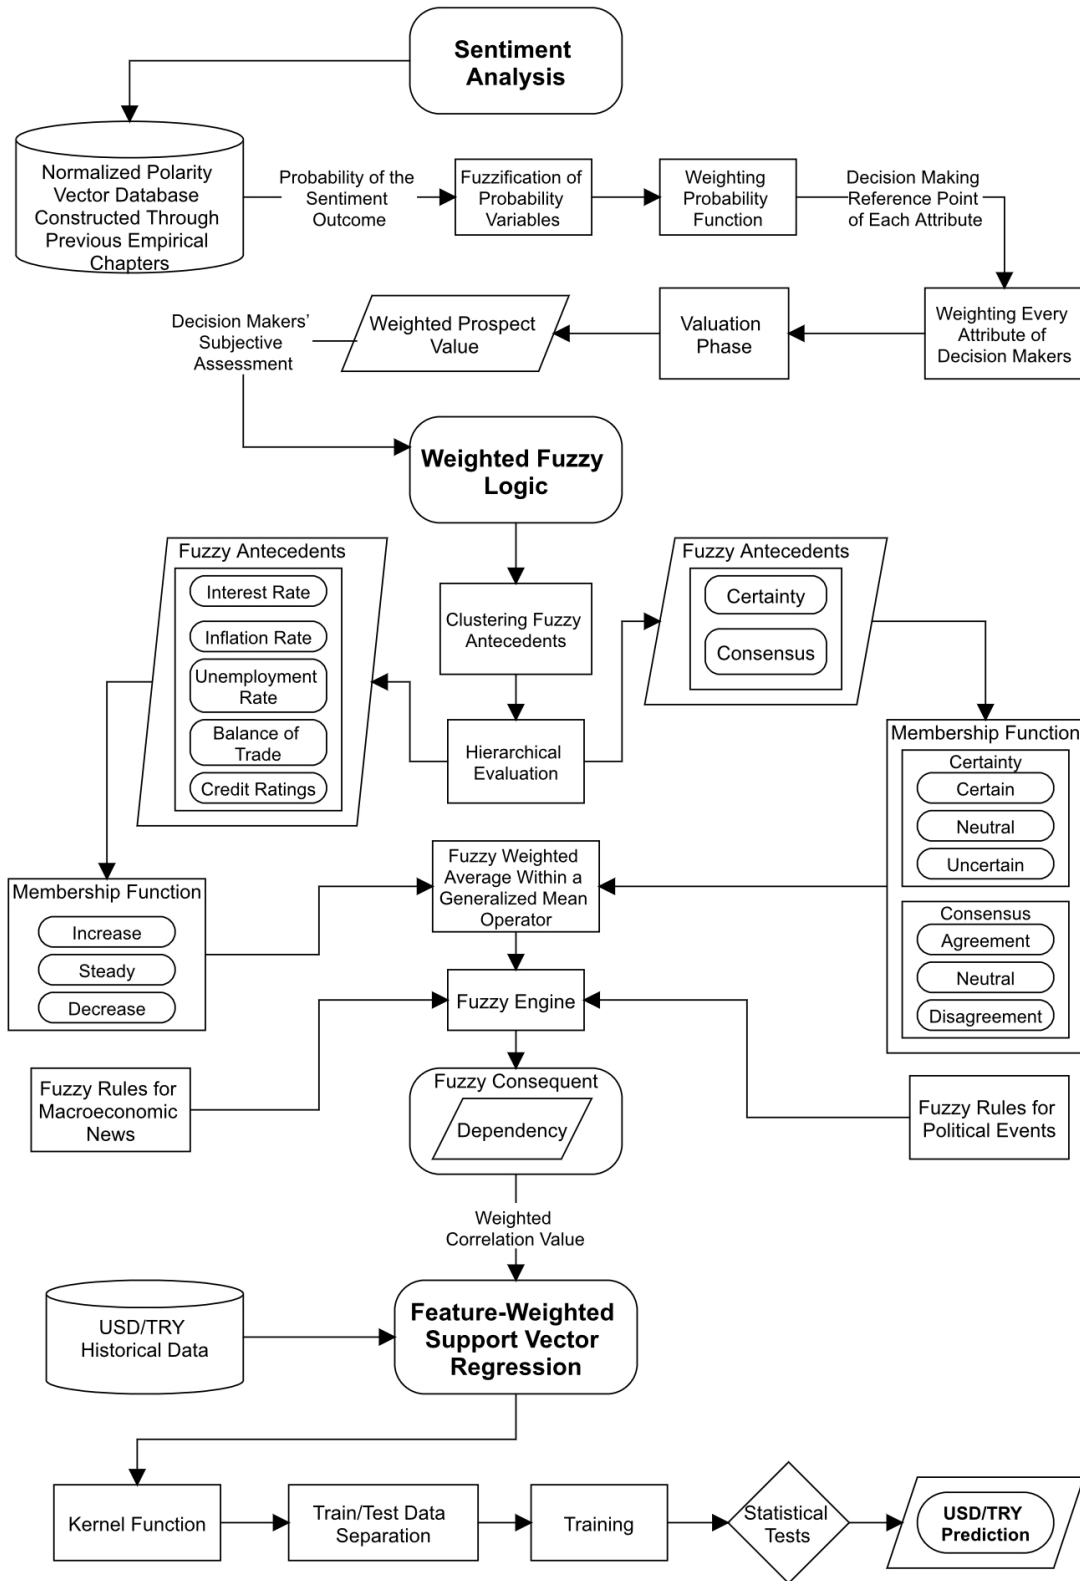 Sentiment
Analysis
Normalized Polarity
Vector Database
Constructed Through
Previous Empirical
Chapters
Probability of the
Sentiment
Outcome
Fuzzification of
Probability
Variables
Weighting
Probability
Function
Decision Making
Reference Point
of Each Attribute
Decision Makers'
Subjective
Assessment
Weighted Prospect
Value
Valuation
Phase
Weighting Every
Attribute of
Decision Makers
Weighted Fuzzy
Logic
Fuzzy Antecedents
Interest Rate
Inflation Rate
Unemployment
Rate
Balance of
Trade
Credit Ratings
Clustering Fuzzy
Antecedents
Hierarchical
Evaluation
Fuzzy Antecedents
Certainty
Consensus
Membership Function
Certainty
Certain
Neutral
Uncertain
Consensus
Agreement
Neutral
Disagreement
Membership Function
Increase
Steady
Decrease
Fuzzy Weighted
Average Within a
Generalized Mean
Operator
Fuzzy Engine
Fuzzy Rules for
Macroeconomic
News
Fuzzy Consequent
Dependency
Fuzzy Rules for
Political Events
Weighted
Correlation Value
USD/TRY
Historical Data
Feature-Weighted
Support Vector
Regression
Kernel Function
Train/Test Data
Separation
Training
Statistical
Tests
USD/TRY
Prediction